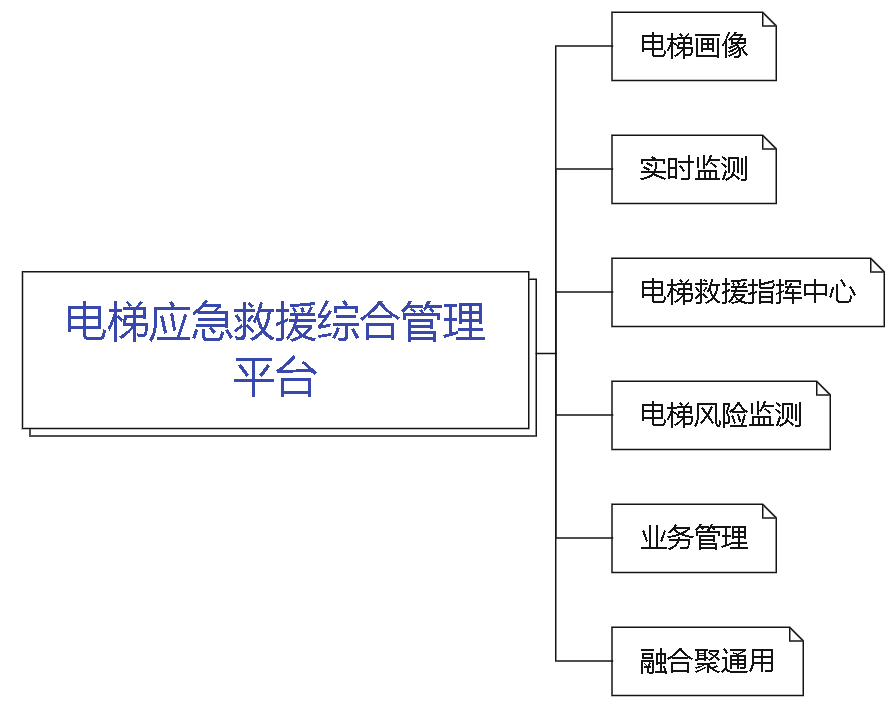 电梯应急救援综合管理
平台
电梯画像
实时监测
电梯救援指挥中心
电梯风险监测
业务管理
融合聚通用